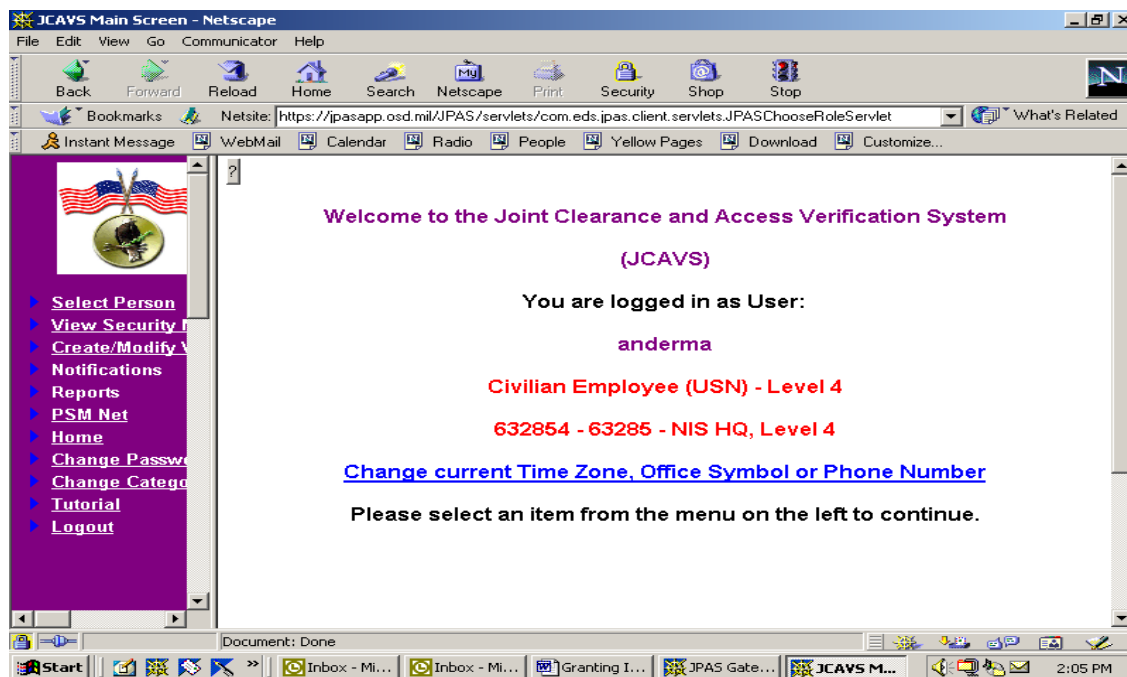 JCAVS Main Screen - Netscape
File Edit View Go Communicator Help
Back Forward Reload Home Search Netscape Print Security Shop Stop
My
N
Bookmarks Netsite: https://jpasapp.osd.mil/JPAS/servlets/com.eds.jpas.client.servlets.JPASChooseRoleServlet What's Related
Instant Message WebMail Calendar Radio People Yellow Pages Download Customize...
?
Welcome to the Joint Clearance and Access Verification System
(JCAVS)
You are logged in as User:
anderma
Civilian Employee (USN) - Level 4
632854 - 63285 - NIS HQ, Level 4
Change current Time Zone, Office Symbol or Phone Number
Please select an item from the menu on the left to continue.
Select Person
View Security
Create/Modify
Notifications
Reports
PSM Net
Home
Change Passw
Change Catego
Tutorial
Logout
Document: Done
Start » Inbox - Mi... Inbox - Mi... Granting I... JPAS Gate... JCAVS M... 2:05 PM